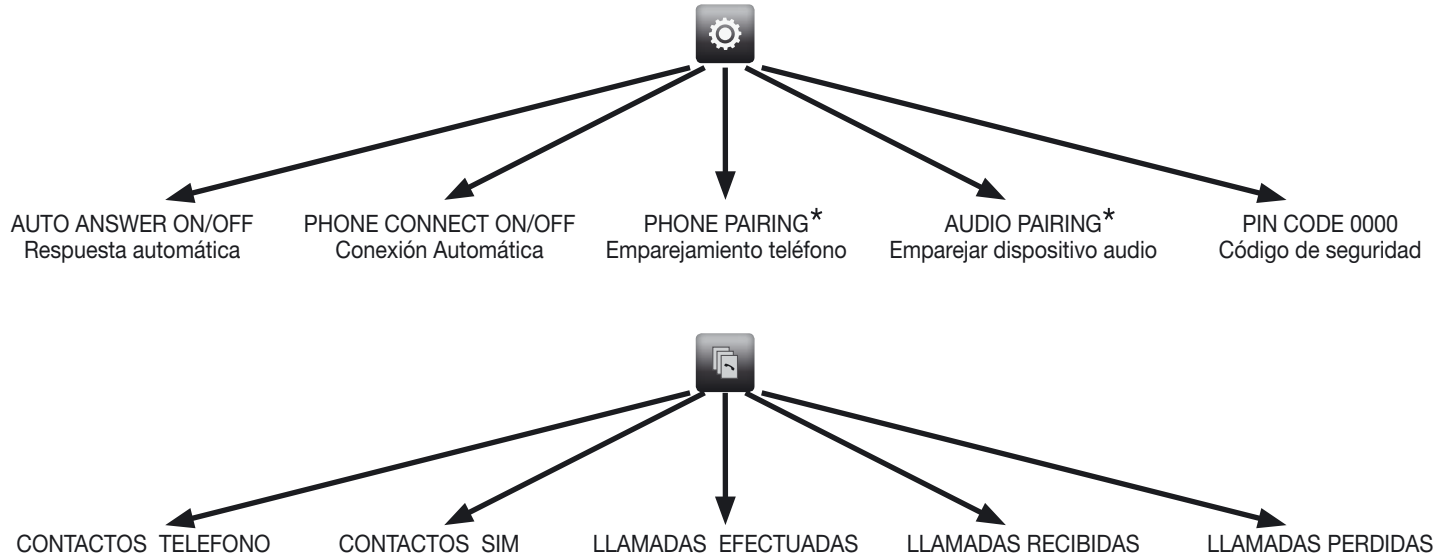 AUTO ANSWER ON/OFF
Respuesta automática
PHONE CONNECT ON/OFF
Conexión Automática
PHONE PAIRING*
Emparejamiento teléfono
AUDIO PAIRING*
Emparejar dispositivo audio
PIN CODE 0000
Código de seguridad
CONTACTOS TELEFONO
CONTACTOS SIM
LLAMADAS EFECTUADAS
LLAMADAS RECIBIDAS
LLAMADAS PERDIDAS